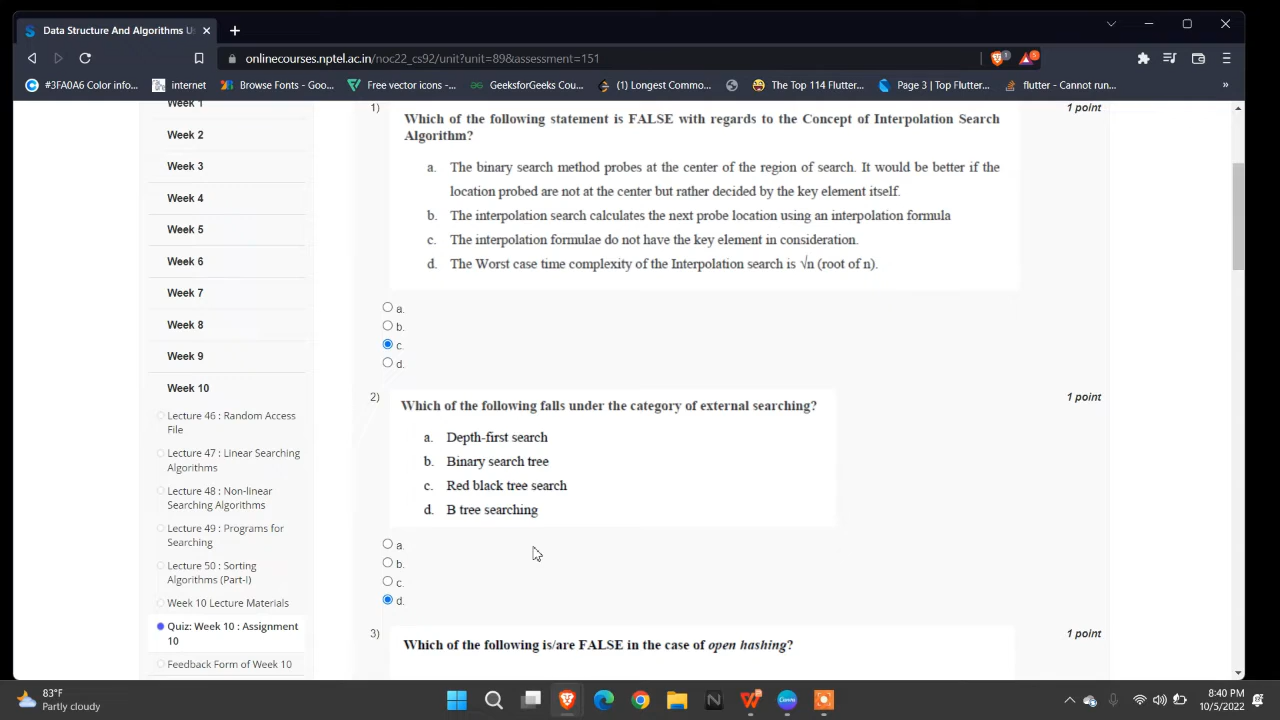 Data Structure And Algorithms U
onlinecourses.nptel.ac.in/noc22_cs92/unit?unit=89&assessment=151
#3FA0A6 Color info...
internet
Browse Fonts - Goo...
Free vector icons -...
GeeksforGeeks Cou...
(1) Longest Commo...
The Top 114 Flutter...
Page 3 | Top Flutter...
flutter - Cannot run...
Week 1
Week 2
Week 3
Week 4
Week 5
Week 6
Week 7
Week 8
Week 9
Week 10
Lecture 46 : Random Access
File
Lecture 47 : Linear Searching
Algorithms
Lecture 48 : Non-linear
Searching Algorithms
Lecture 49 : Programs for
Searching
Lecture 50 : Sorting
Algorithms (Part-I)
Week 10 Lecture Materials
Quiz: Week 10 : Assignment
10
Feedback Form of Week 10
1)
1 point
Which of the following statement is FALSE with regards to the Concept of Interpolation Search
Algorithm?
a. The binary search method probes at the center of the region of search. It would be better if the
location probed are not at the center but rather decided by the key element itself.
b. The interpolation search calculates the next probe location using an interpolation formula
c. The interpolation formulae do not have the key element in consideration.
d. The Worst case time complexity of the Interpolation search is √n (root of n).
a.
b.
c.
d.
2)
1 point
Which of the following falls under the category of external searching?
a. Depth-first search
b. Binary search tree
c. Red black tree search
d. B tree searching
a.
b.
c.
d.
3)
1 point
Which of the following is/are FALSE in the case of open hashing?
83°F
Partly cloudy
8:40 PM
10/5/2022